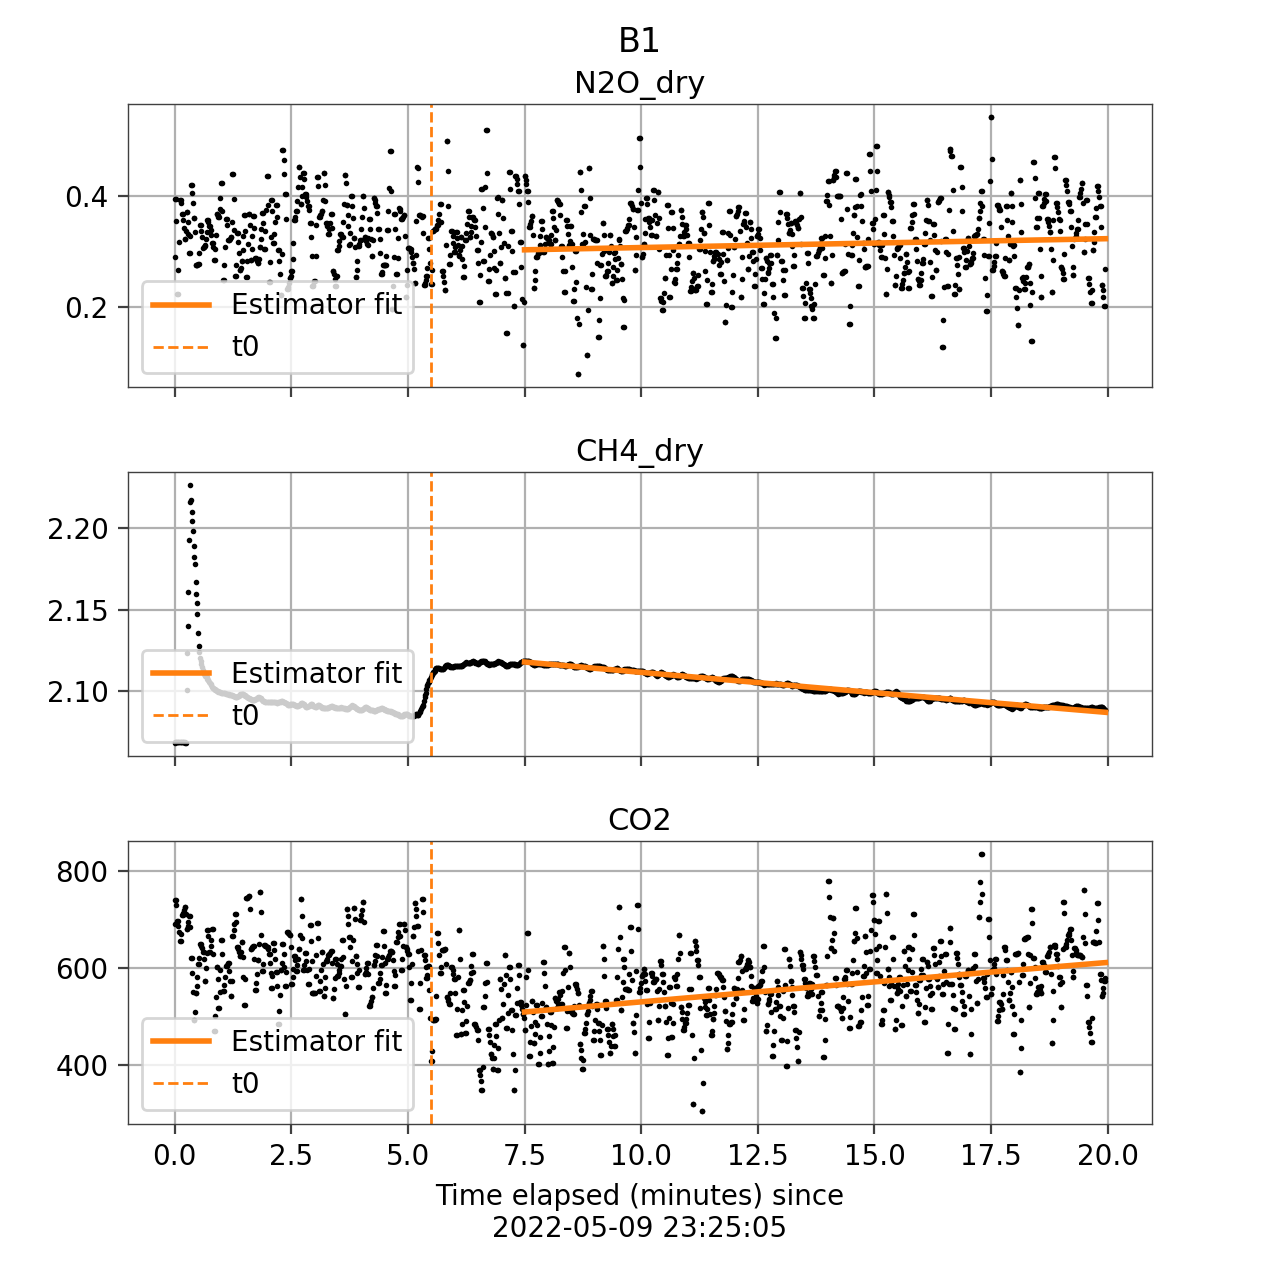 B1
N2O_dry
0.4
0.2
Estimator fit
t0
CH4_dry
2.20
2.15
2.10
Estimator fit
t0
CO2
800
600
400
Estimator fit
t0
0.0 2.5 5.0 7.5 10.0 12.5 15.0 17.5 20.0
Time elapsed (minutes) since
2022-05-09 23:25:05